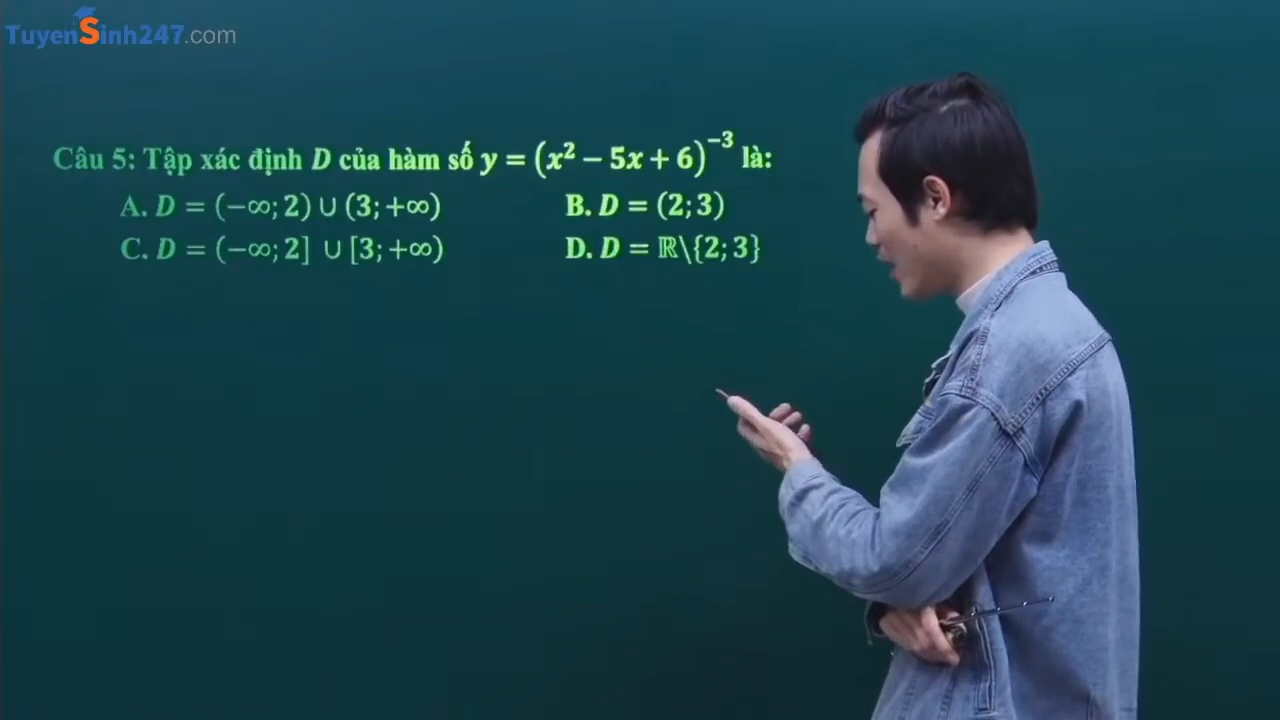 TuyenSinh247.com
Câu 5: Tập xác định D của hàm số y = (x² − 5x + 6)⁻³ là:
A. D = (−∞; 2) ∪ (3; +∞) B. D = (2; 3)
C. D = (−∞; 2] ∪ [3; +∞) D. D = ℝ\{2; 3}